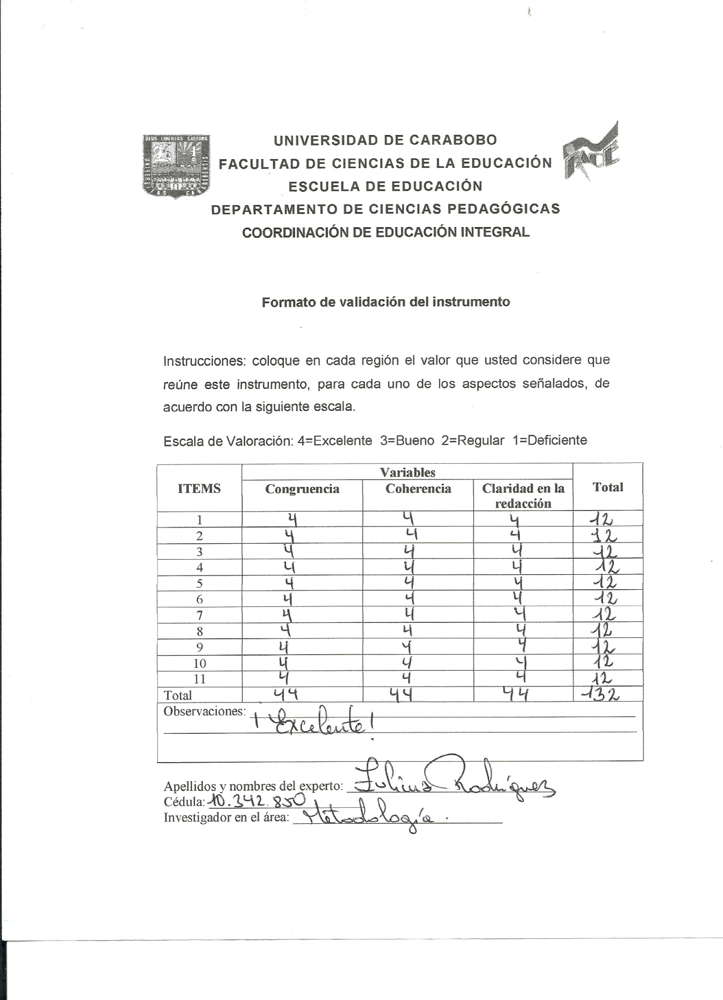 DEUS LIBERTAS CULTURA
UNIVERSIDAD DE CARABOBO
FACULTAD DE CIENCIAS DE LA EDUCACIÓN
FACE
ESCUELA DE EDUCACIÓN
DEPARTAMENTO DE CIENCIAS PEDAGÓGICAS
COORDINACIÓN DE EDUCACIÓN INTEGRAL
Formato de validación del instrumento
Instrucciones: coloque en cada región el valor que usted considere que
reúne este instrumento, para cada uno de los aspectos señalados, de
acuerdo con la siguiente escala.
Escala de Valoración: 4=Excelente 3=Bueno 2=Regular 1=Deficiente
ITEMS Variables Total
Congruencia Coherencia Claridad en la redacción
1 4 4 4 12
2 4 4 4 12
3 4 4 4 12
4 4 4 4 12
5 4 4 4 12
6 4 4 4 12
7 4 4 4 12
8 4 4 4 12
9 4 4 4 12
10 4 4 4 12
11 4 4 4 12
Total 44 44 44 132
Observaciones: ¡Excelente!
Apellidos y nombres del experto: Rodríguez
Cédula: 10.342.850
Investigador en el área: Metodología.